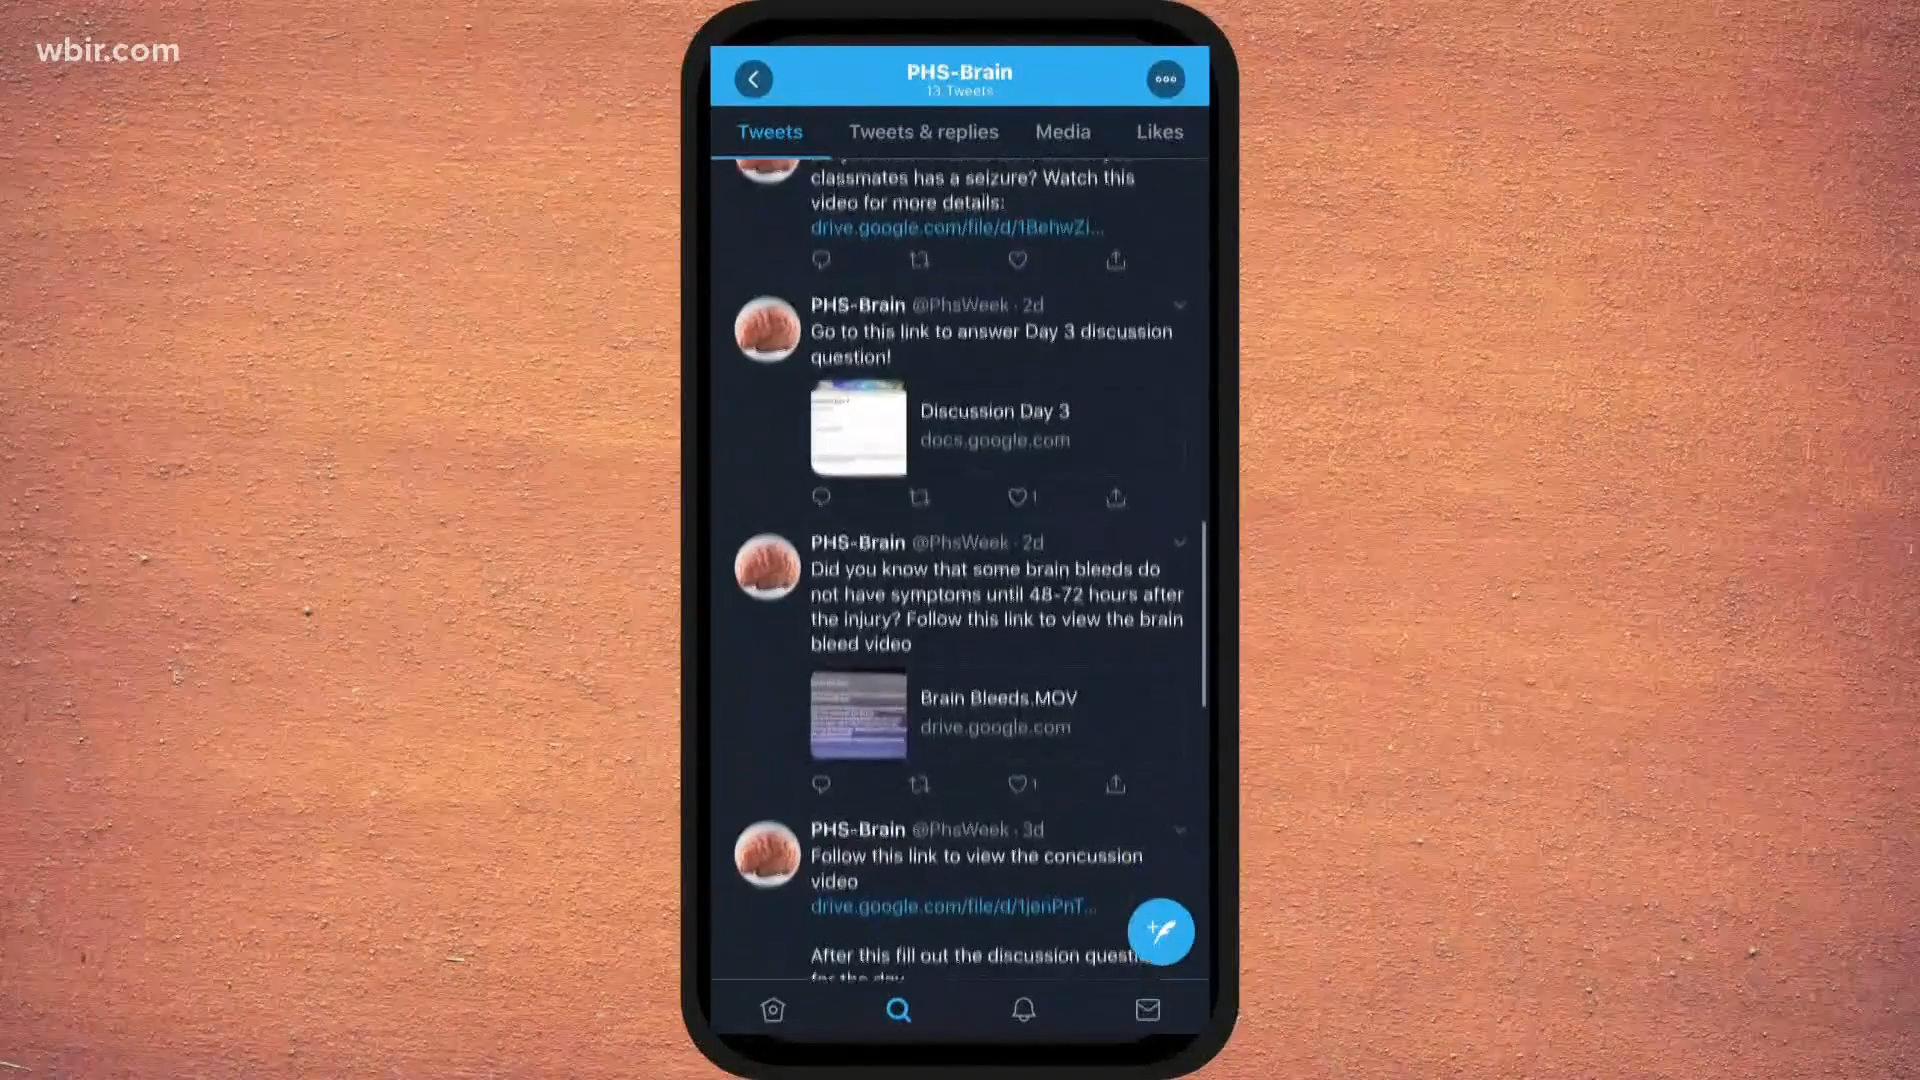 wbir.com
PHS-Brain
13 Tweets
Tweets Tweets & replies Media Likes
classmates has a seizure? Watch this
video for more details:
drive.google.com/file/d/1BehwZi...
PHS-Brain @PhsWeek · 2d
Go to this link to answer Day 3 discussion
question!
Discussion Day 3
docs.google.com
1
PHS-Brain @PhsWeek · 2d
Did you know that some brain bleeds do
not have symptoms until 48-72 hours after
the injury? Follow this link to view the brain
bleed video
Brain Bleeds.MOV
drive.google.com
1
PHS-Brain @PhsWeek · 3d
Follow this link to view the concussion
video
drive.google.com/file/d/1jenPnT...
After this fill out the discussion
for the day